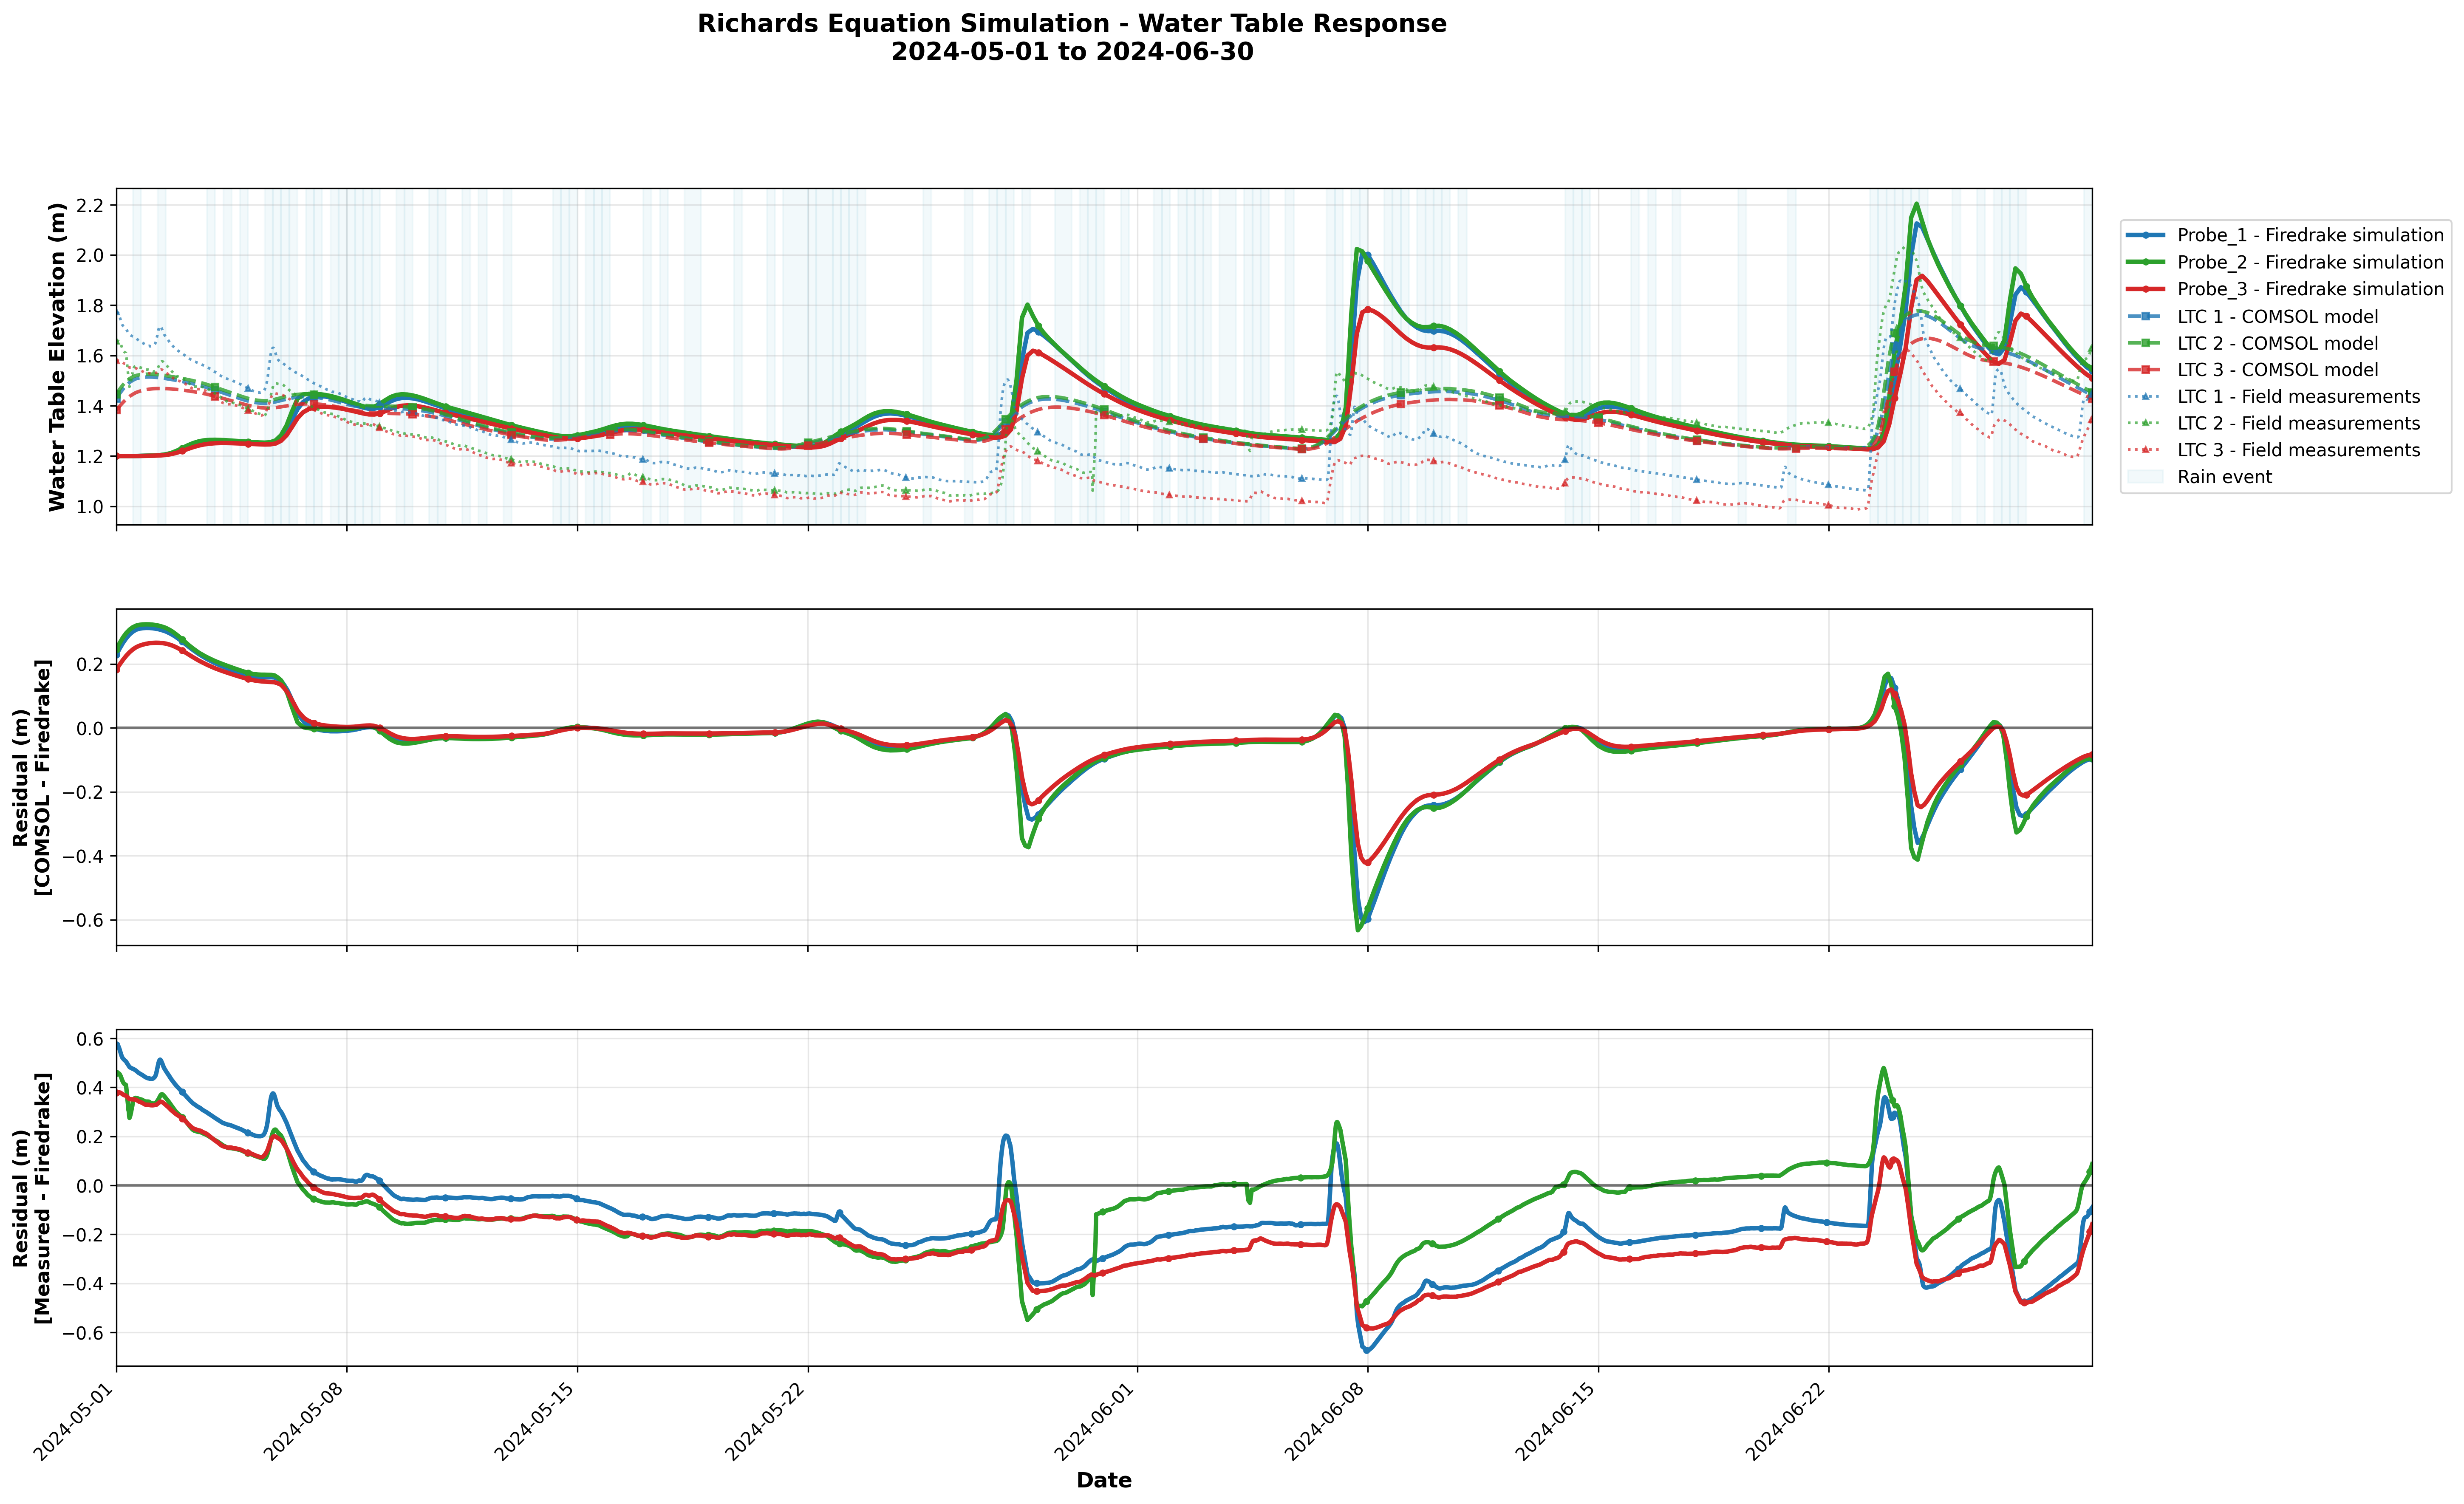 Richards Equation Simulation - Water Table Response
2024-05-01 to 2024-06-30
Water Table Elevation (m)
2.2
2.0
1.8
1.6
1.4
1.2
1.0
Probe_1 - Firedrake simulation
Probe_2 - Firedrake simulation
Probe_3 - Firedrake simulation
LTC 1 - COMSOL model
LTC 2 - COMSOL model
LTC 3 - COMSOL model
LTC 1 - Field measurements
LTC 2 - Field measurements
LTC 3 - Field measurements
Rain event
Residual (m)
[COMSOL - Firedrake]
0.2
0.0
−0.2
−0.4
−0.6
Residual (m)
[Measured - Firedrake]
0.6
0.4
0.2
0.0
−0.2
−0.4
−0.6
2024-05-01
2024-05-08
2024-05-15
2024-05-22
2024-06-01
2024-06-08
2024-06-15
2024-06-22
Date